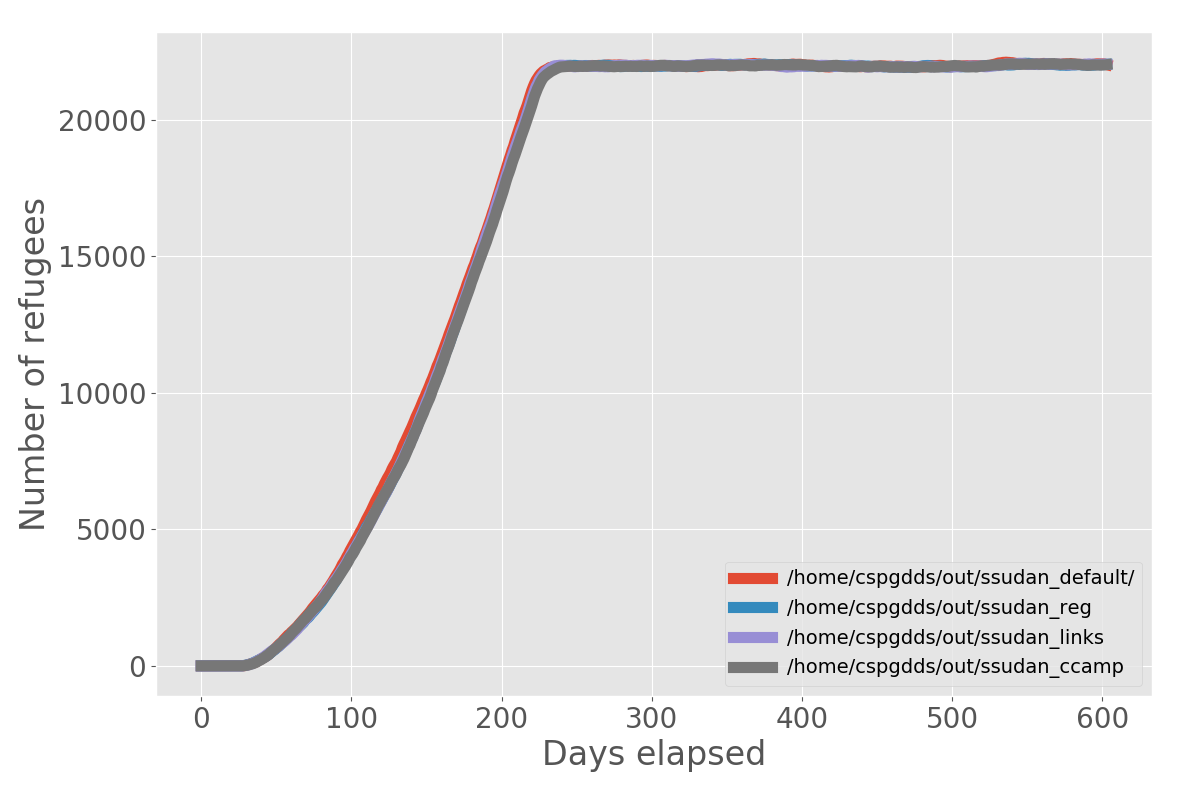 Number of refugees
20000
15000
10000
5000
0
0 100 200 300 400 500 600
Days elapsed
/home/cspgdds/out/ssudan_default/
/home/cspgdds/out/ssudan_reg
/home/cspgdds/out/ssudan_links
/home/cspgdds/out/ssudan_ccamp